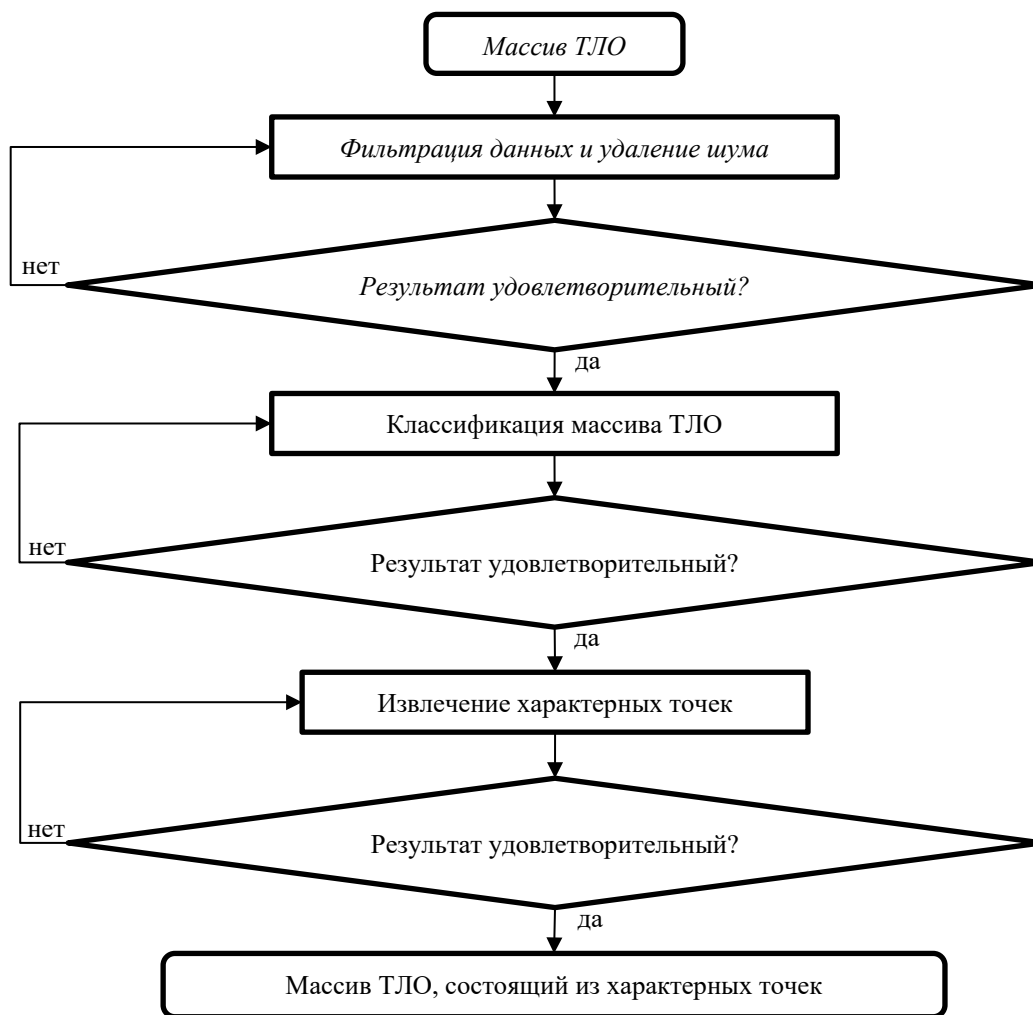 Массив ТЛО
Фильтрация данных и удаление шума
нет
Результат удовлетворительный?
да
Классификация массива ТЛО
нет
Результат удовлетворительный?
да
Извлечение характерных точек
нет
Результат удовлетворительный?
да
Массив ТЛО, состоящий из характерных точек